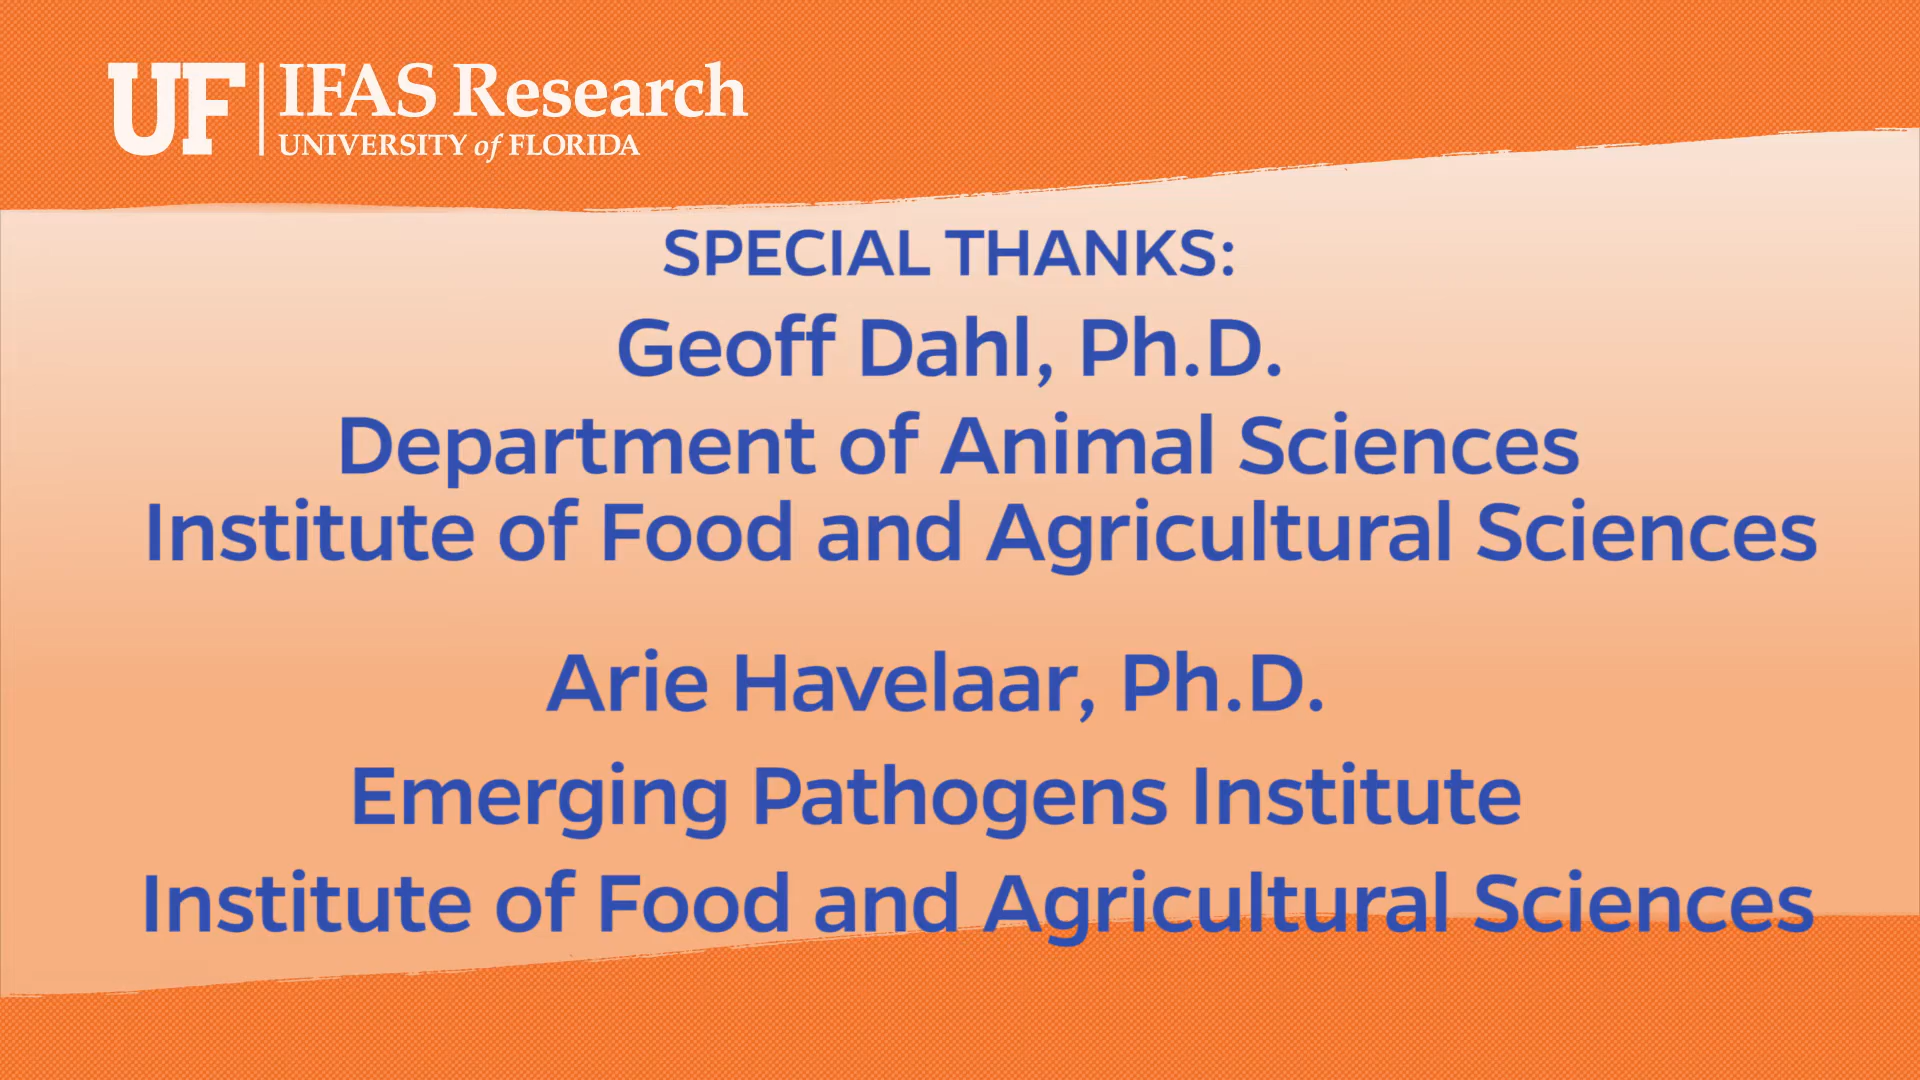 UF IFAS Research
UNIVERSITY of FLORIDA
SPECIAL THANKS:
Geoff Dahl, Ph.D.
Department of Animal Sciences
Institute of Food and Agricultural Sciences
Arie Havelaar, Ph.D.
Emerging Pathogens Institute
Institute of Food and Agricultural Sciences